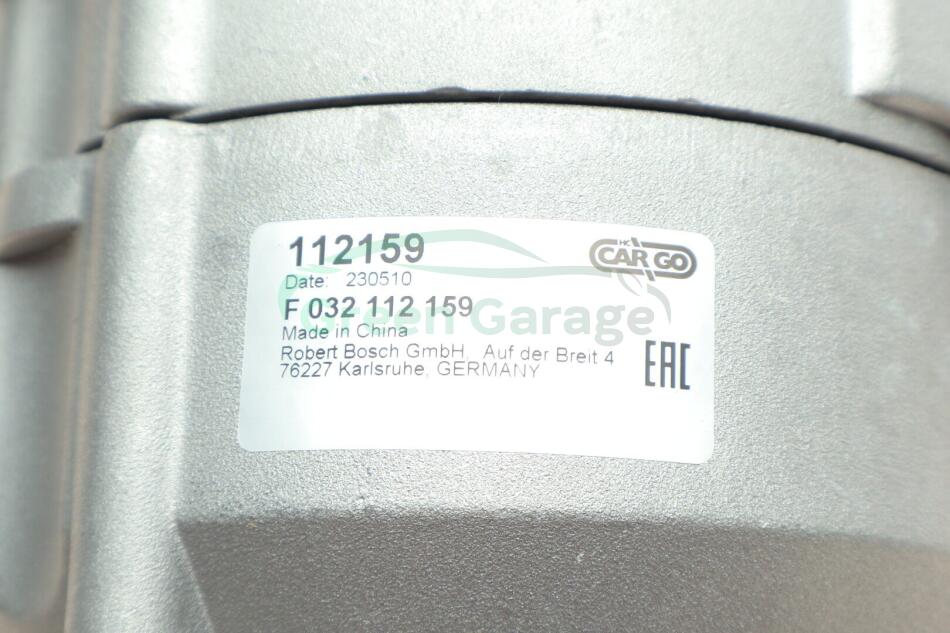 112159
HC
CARGO
Date: 230510
F 032 112 159
Green Garage
Made in China
Robert Bosch GmbH, Auf der Breit 4
76227 Karlsruhe, GERMANY
EAC